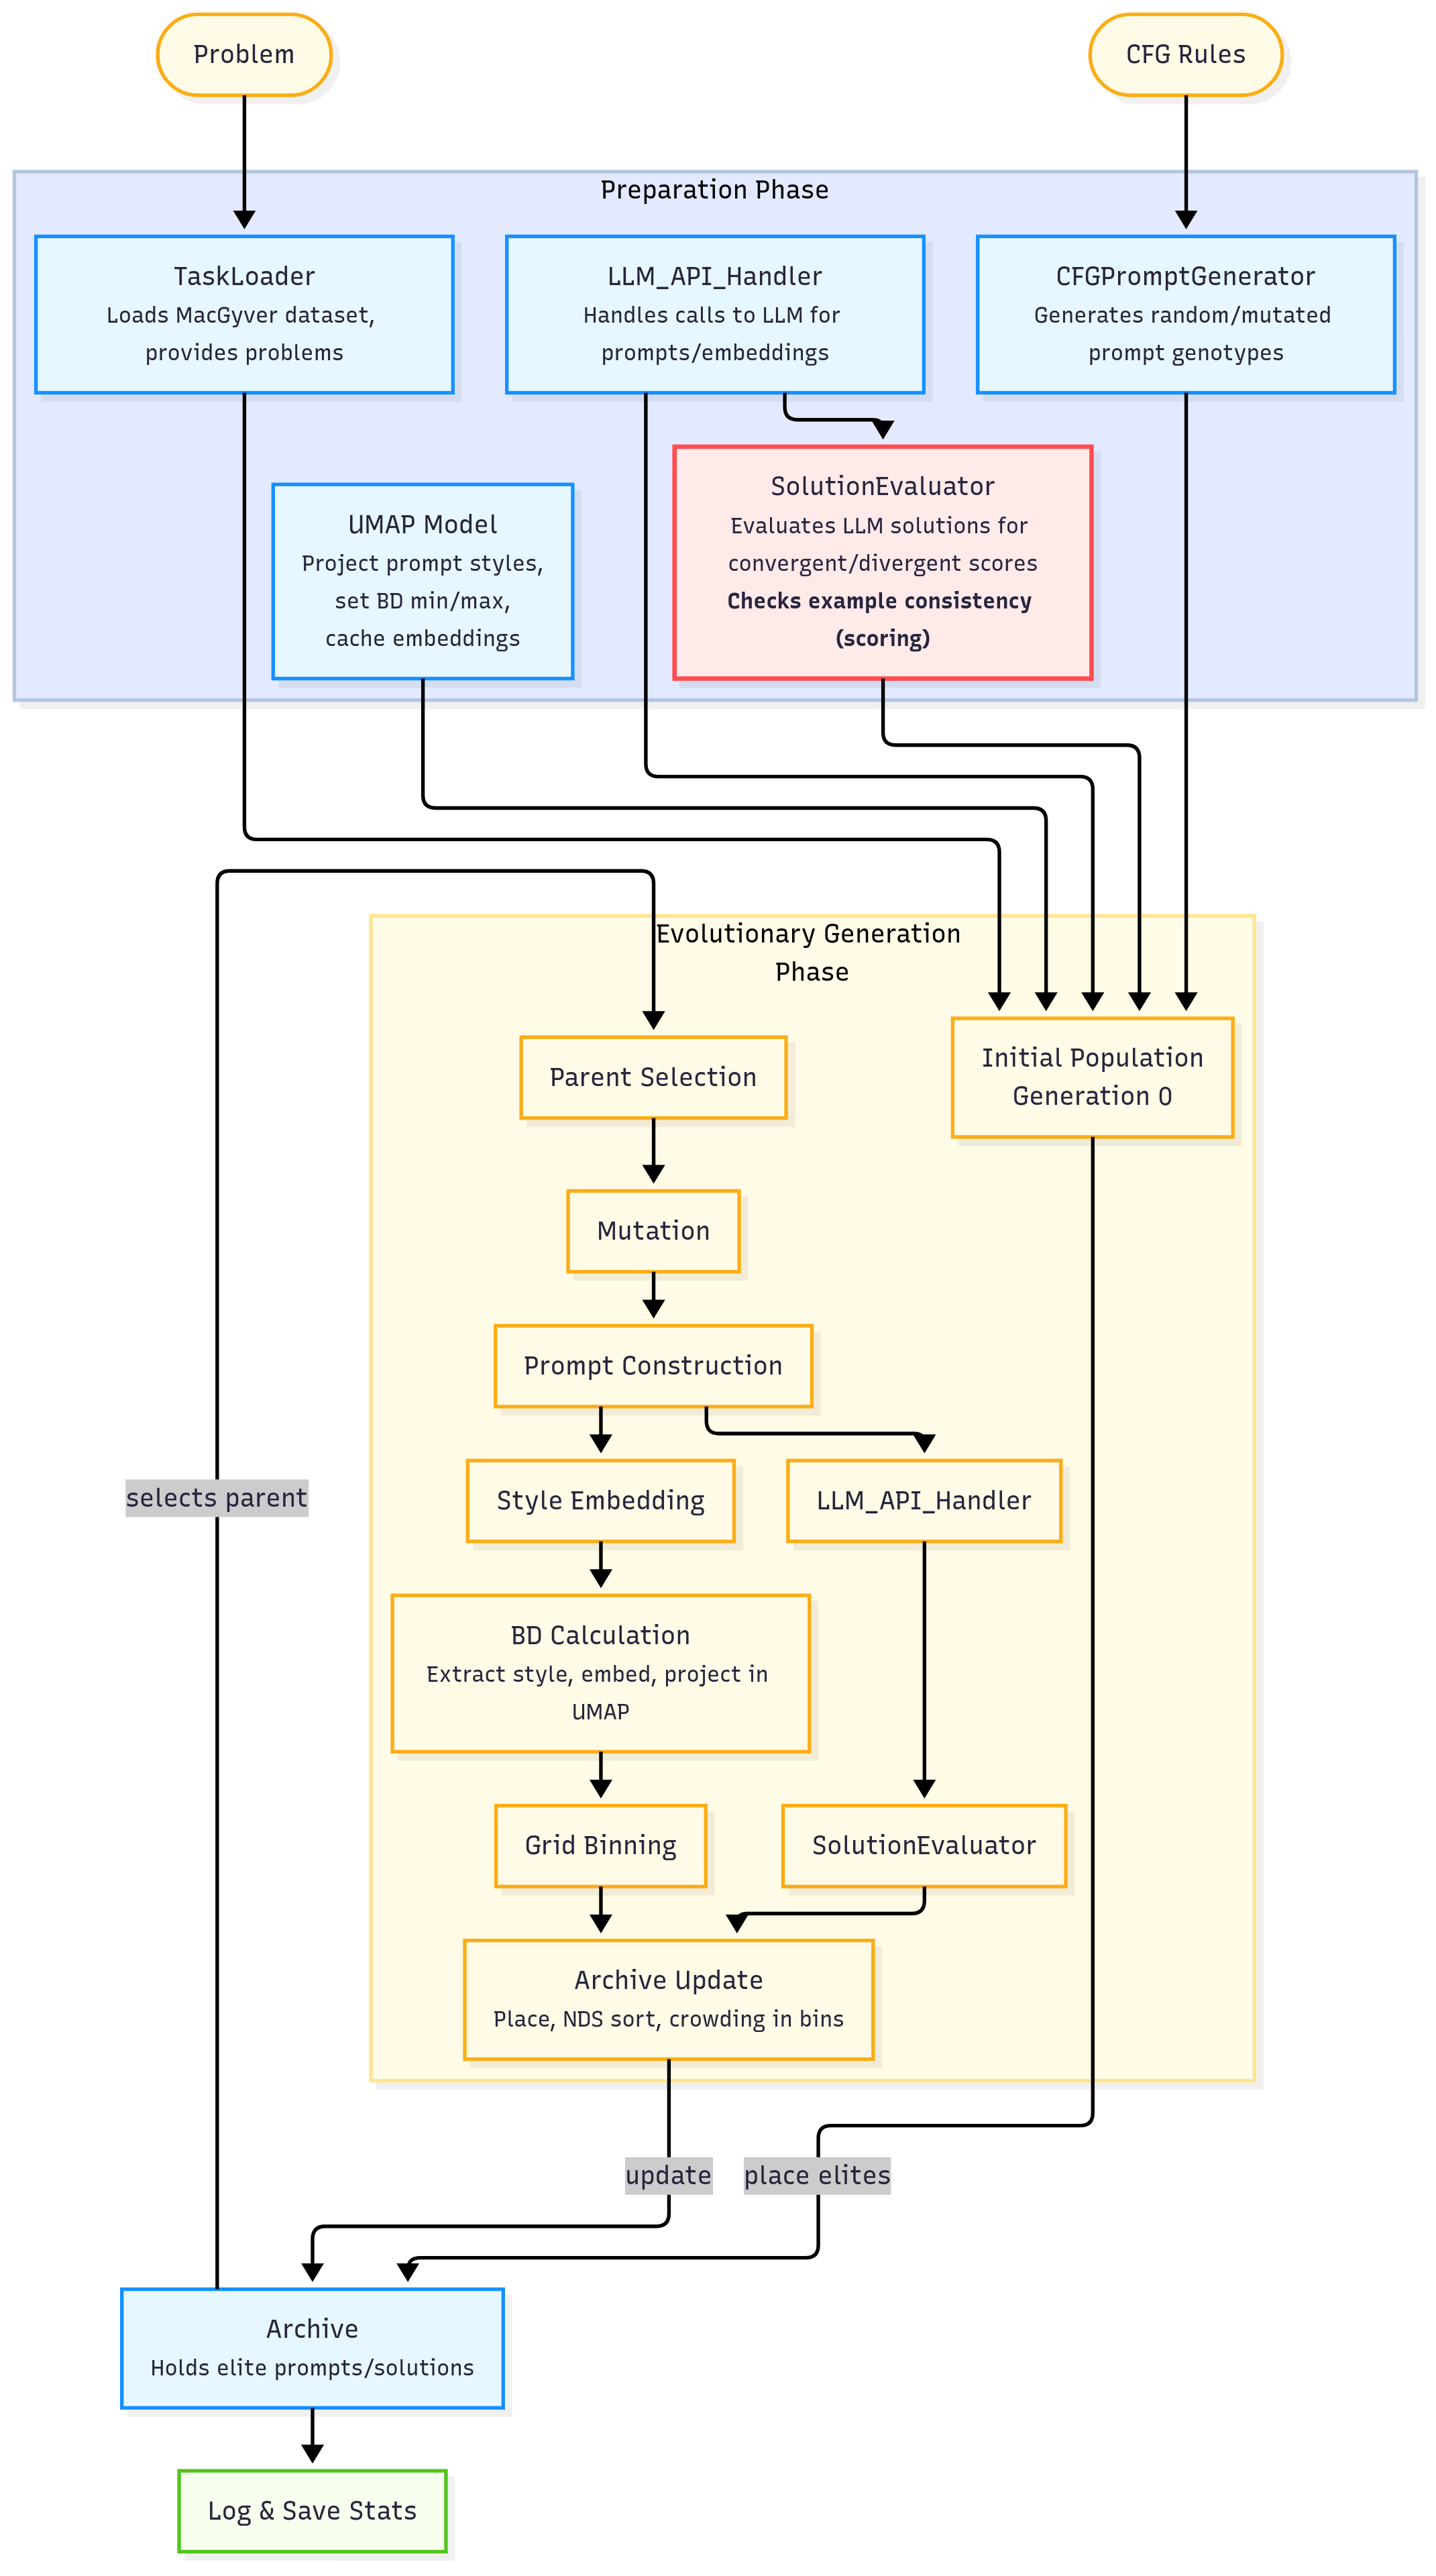 Problem
CFG Rules
Preparation Phase
TaskLoader
Loads MacGyver dataset,
provides problems
LLM_API_Handler
Handles calls to LLM for
prompts/embeddings
CFGPromptGenerator
Generates random/mutated
prompt genotypes
UMAP Model
Project prompt styles,
set BD min/max,
cache embeddings
SolutionEvaluator
Evaluates LLM solutions for
convergent/divergent scores
Checks example consistency
(scoring)
Evolutionary Generation
Phase
Parent Selection
Initial Population
Generation 0
Mutation
Prompt Construction
selects parent
Style Embedding
LLM_API_Handler
BD Calculation
Extract style, embed, project in
UMAP
Grid Binning
SolutionEvaluator
Archive Update
Place, NDS sort, crowding in bins
update
place elites
Archive
Holds elite prompts/solutions
Log & Save Stats